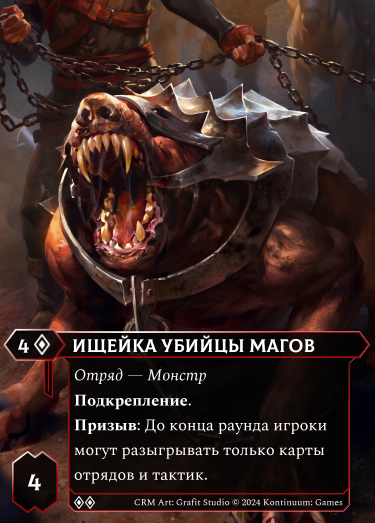 4 ИЩЕЙКА УБИЙЦЫ МАГОВ
Отряд — Монстр
Подкрепление.
Призыв: До конца раунда игроки
могут разыгрывать только карты
отрядов и тактик.
4
CRM Art: Grafit Studio © 2024 Kontinuum: Games